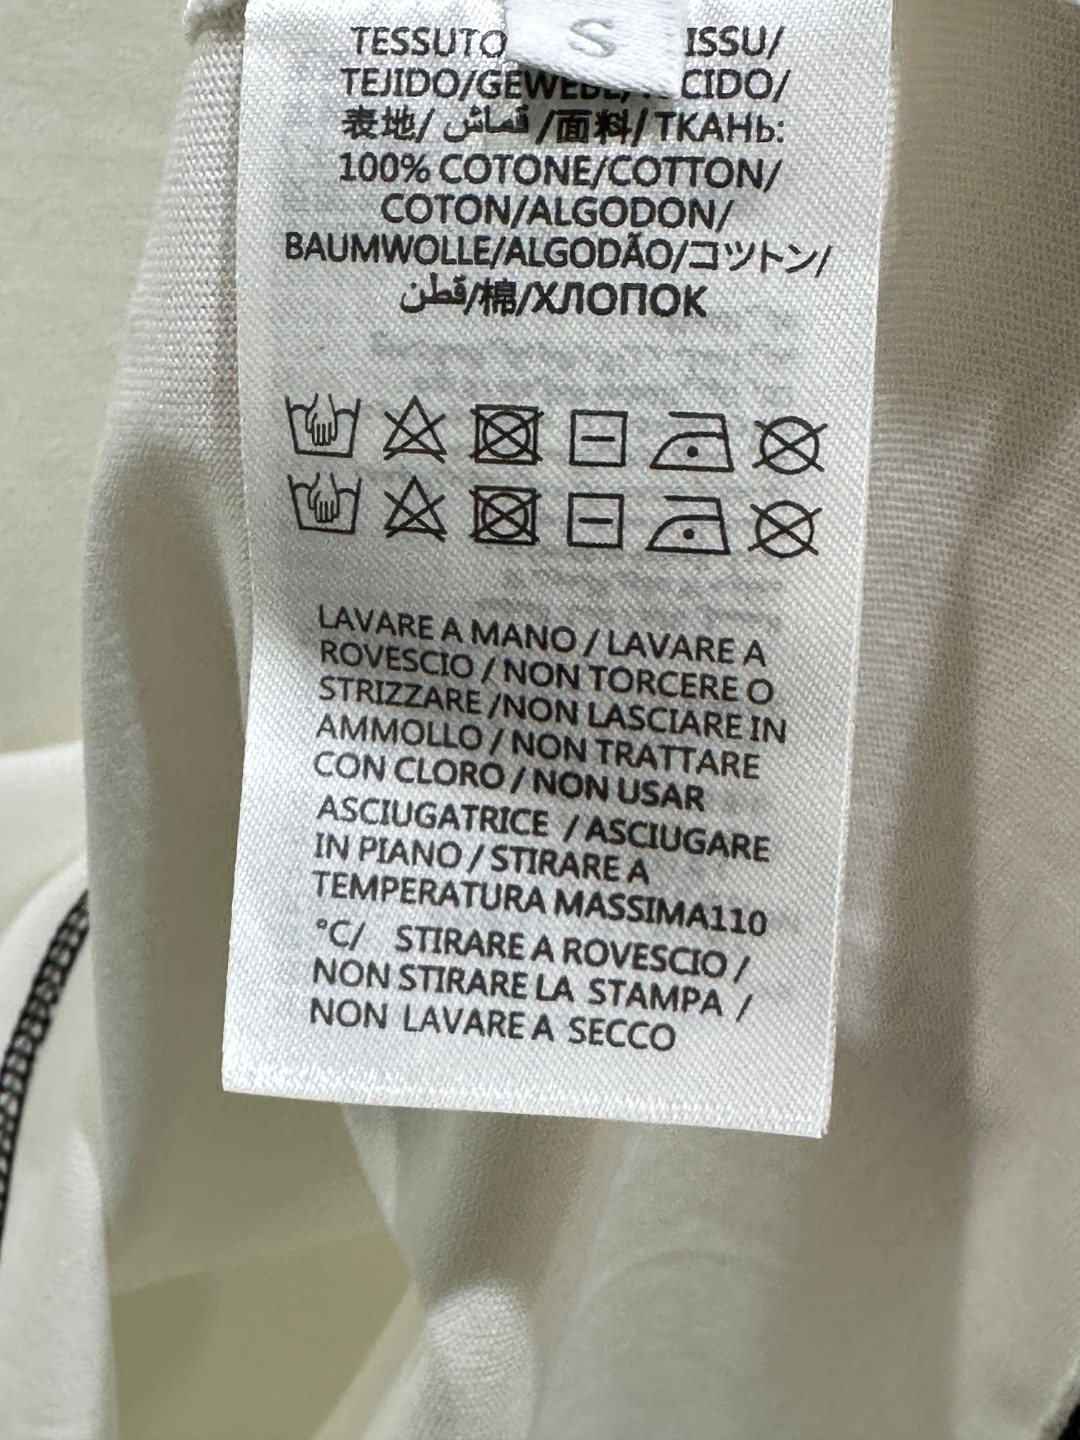 S
TESSUTO ISSU/
TEJIDO/GEWEBE/ CIDO/
表地/ قماش /面料/ ТКАНЬ:
100% COTONE/COTTON/
COTON/ALGODON/
BAUMWOLLE/ALGODÃO/コツトン/
قطن/棉/ХЛОПОК
LAVARE A MANO / LAVARE A
ROVESCIO / NON TORCERE O
STRIZZARE /NON LASCIARE IN
AMMOLLO / NON TRATTARE
CON CLORO / NON USAR
ASCIUGATRICE / ASCIUGARE
IN PIANO / STIRARE A
TEMPERATURA MASSIMA110
°C/ STIRARE A ROVESCIO /
NON STIRARE LA STAMPA /
NON LAVARE A SECCO